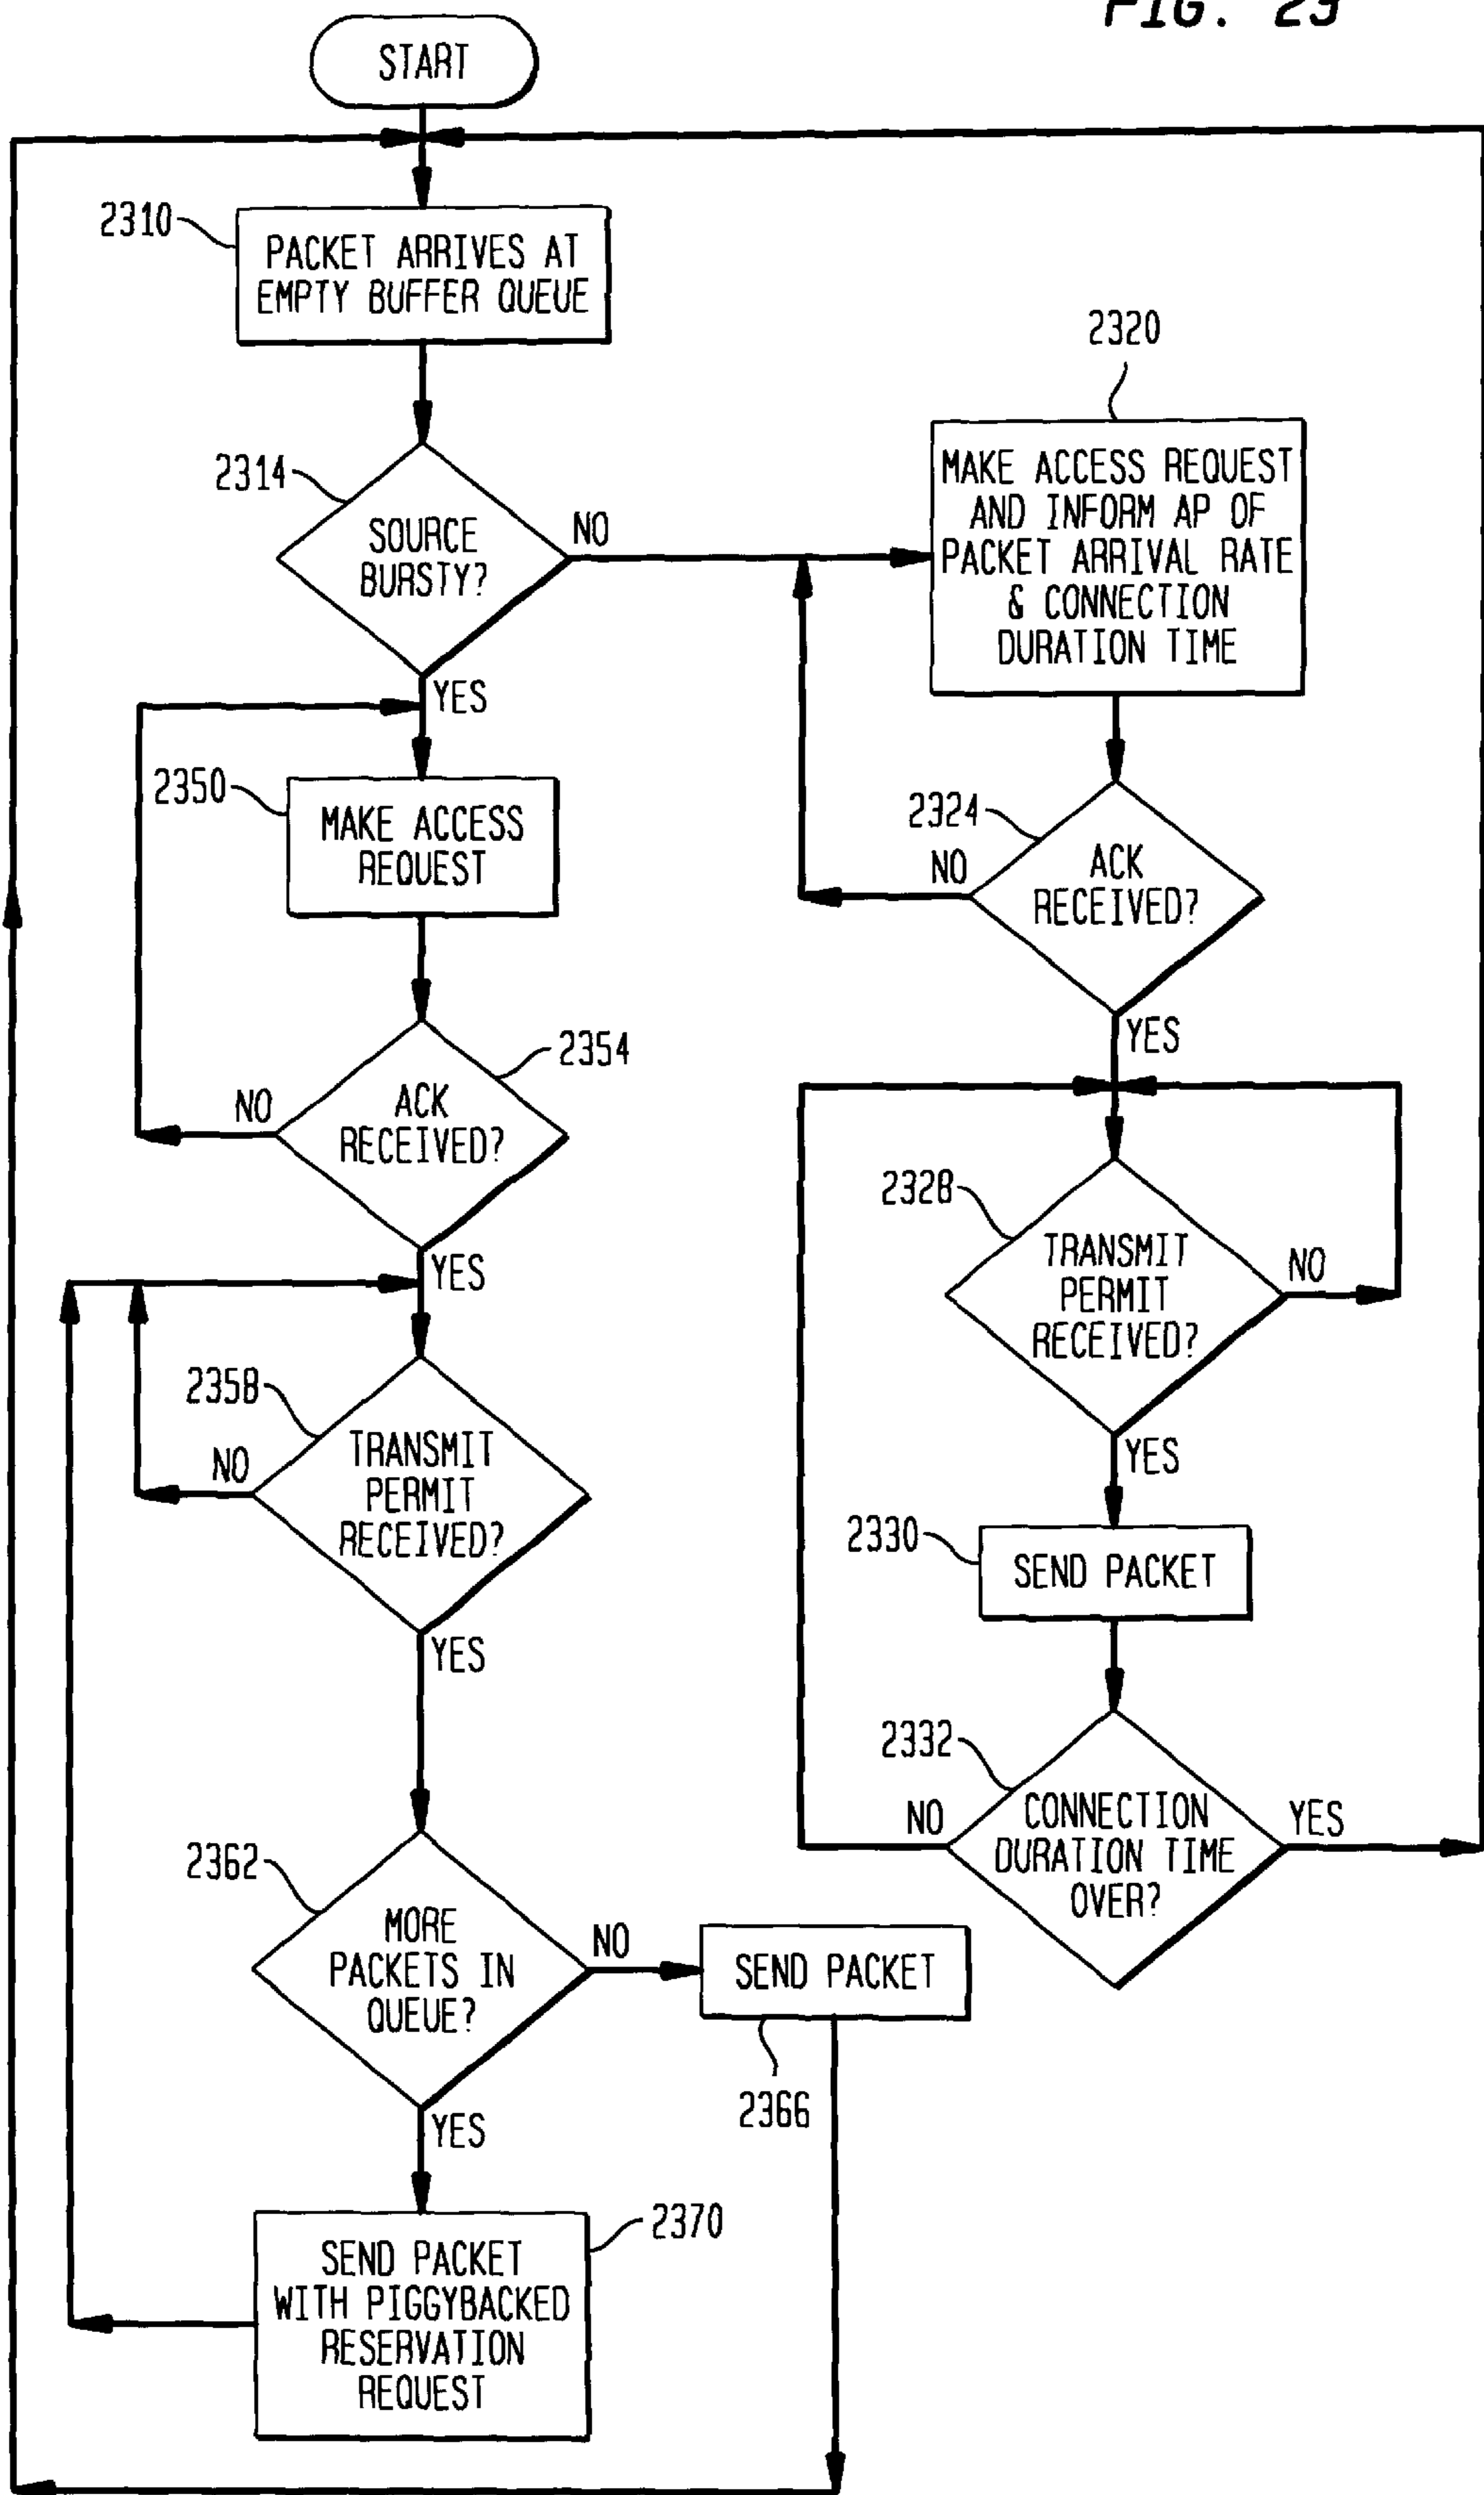 FIG. 23
START
2310
PACKET ARRIVES AT
EMPTY BUFFER QUEUE
2320
MAKE ACCESS REQUEST
AND INFORM AP OF
PACKET ARRIVAL RATE
& CONNECTION
DURATION TIME
2314
SOURCE
BURSTY?
NO
YES
2350
MAKE ACCESS
REQUEST
2324
ACK
RECEIVED?
NO
YES
2354
ACK
RECEIVED?
NO
YES
2328
TRANSMIT
PERMIT
RECEIVED?
NO
YES
2358
TRANSMIT
PERMIT
RECEIVED?
NO
YES
2330
SEND PACKET
2332
CONNECTION
DURATION TIME
OVER?
NO
YES
2362
MORE
PACKETS IN
QUEUE?
NO
YES
SEND PACKET
2366
2370
SEND PACKET
WITH PIGGYBACKED
RESERVATION
REQUEST